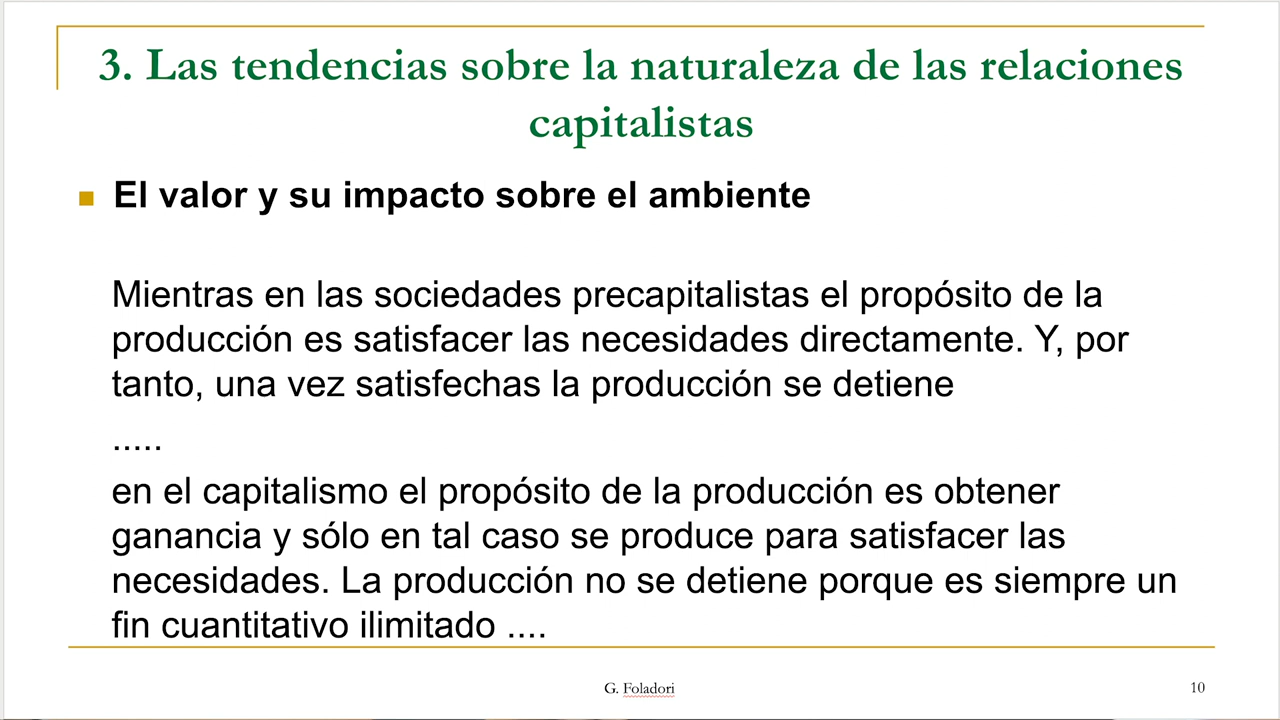 3. Las tendencias sobre la naturaleza de las relaciones
capitalistas
El valor y su impacto sobre el ambiente
Mientras en las sociedades precapitalistas el propósito de la
producción es satisfacer las necesidades directamente. Y, por
tanto, una vez satisfechas la producción se detiene
.....
en el capitalismo el propósito de la producción es obtener
ganancia y sólo en tal caso se produce para satisfacer las
necesidades. La producción no se detiene porque es siempre un
fin cuantitativo ilimitado ....
G. Foladori
10